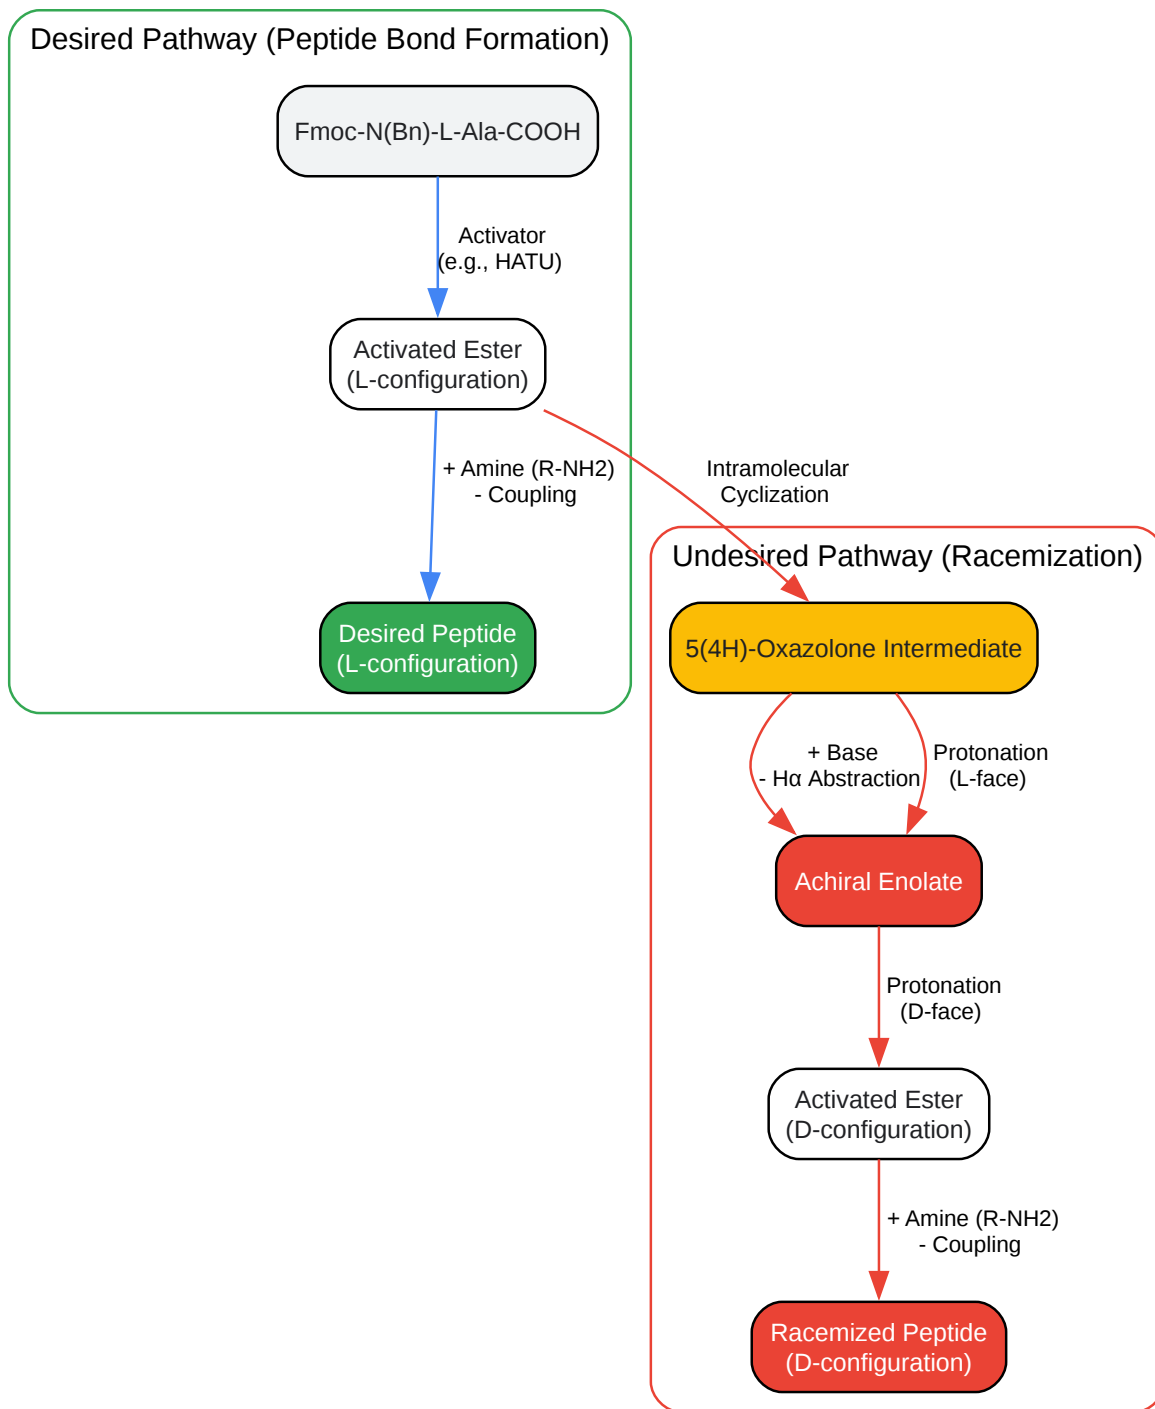 Desired Pathway (Peptide Bond Formation)
Fmoc-N(Bn)-L-Ala-COOH
Activator
(e.g., HATU)
Activated Ester
(L-configuration)
+ Amine (R-NH2)
- Coupling
Desired Peptide
(L-configuration)
Intramolecular
Cyclization
Undesired Pathway (Racemization)
5(4H)-Oxazolone Intermediate
+ Base
- Hα Abstraction
Protonation
(L-face)
Achiral Enolate
Protonation
(D-face)
Activated Ester
(D-configuration)
+ Amine (R-NH2)
- Coupling
Racemized Peptide
(D-configuration)